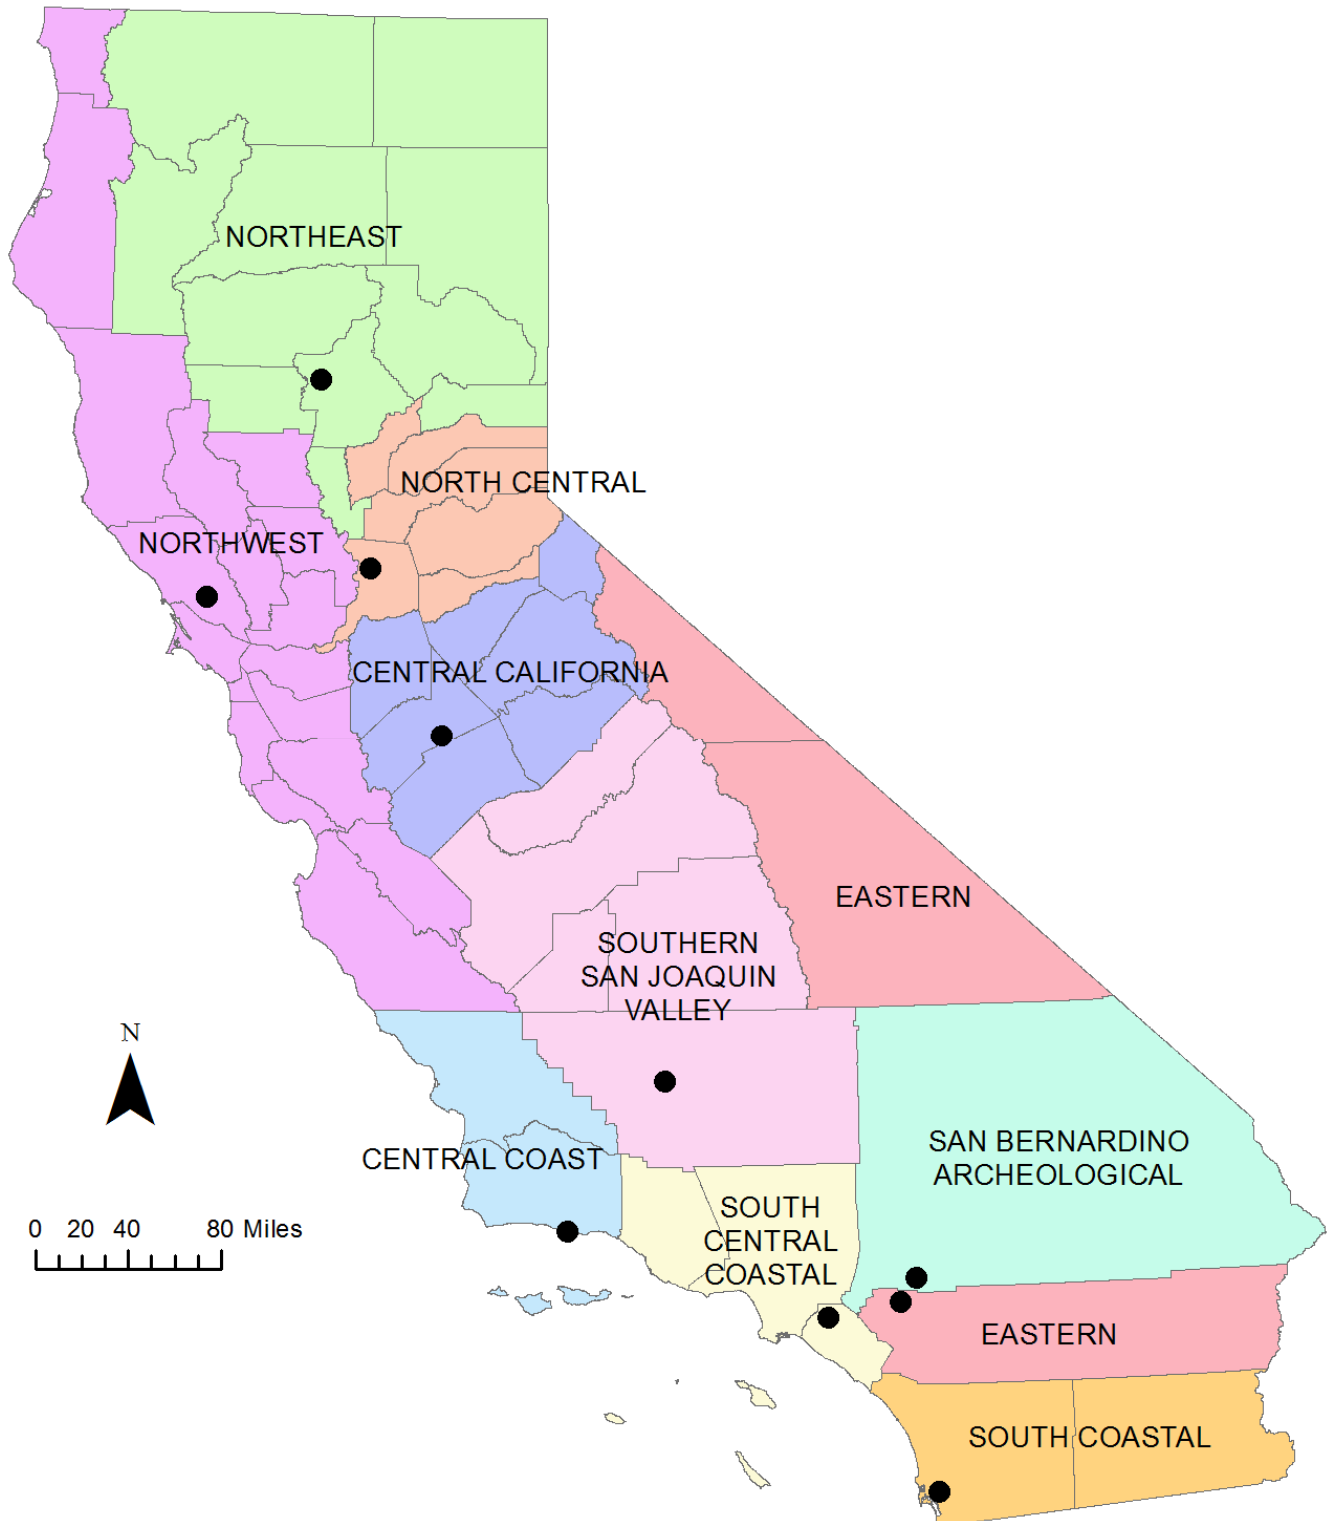 NORTHEAST
NORTH CENTRAL
NORTHWEST
CENTRAL CALIFORNIA
EASTERN
SOUTHERN
SAN JOAQUIN
VALLEY
N
CENTRAL COAST
SAN BERNARDINO
ARCHEOLOGICAL
SOUTH
CENTRAL
COASTAL
0 20 40 80 Miles
EASTERN
SOUTH COASTAL